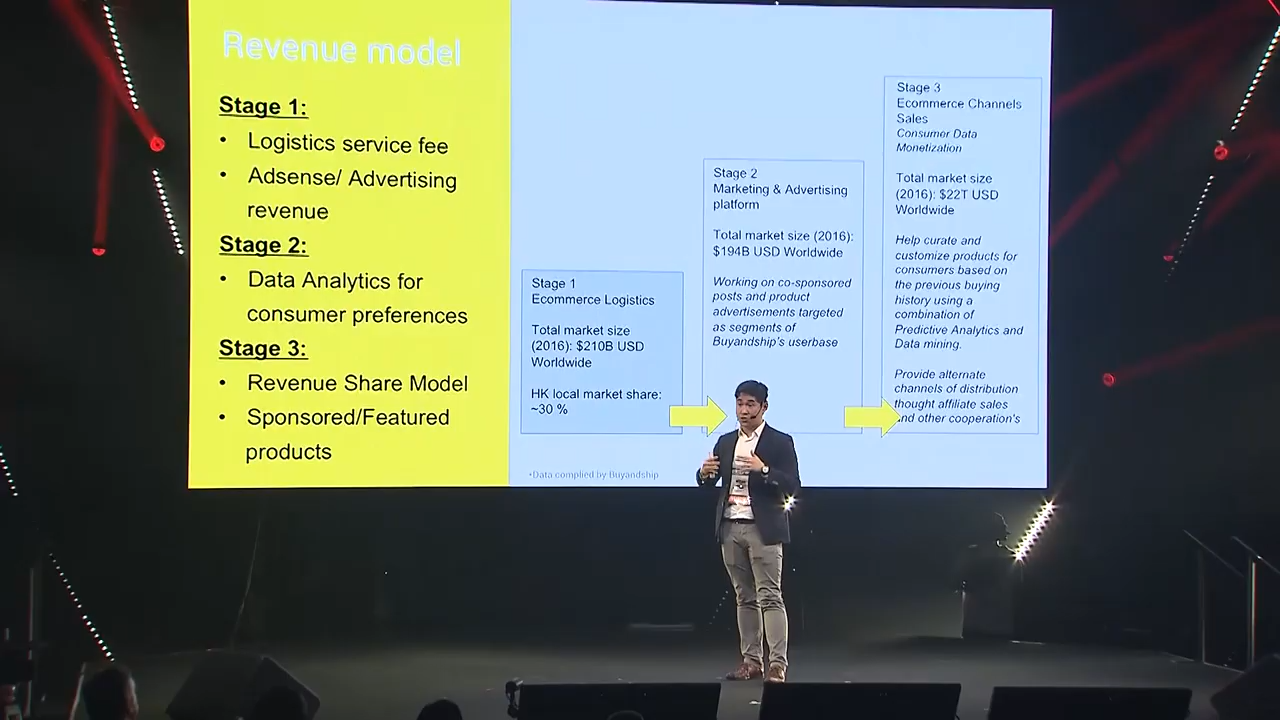 Revenue model
Stage 1:
• Logistics service fee
• Adsense/ Advertising
revenue
Stage 2:
• Data Analytics for
consumer preferences
Stage 3:
• Revenue Share Model
• Sponsored/Featured
products
Stage 1
Ecommerce Logistics
Total market size
(2016): $210B USD
Worldwide
HK local market share:
~30 %
Stage 2
Marketing & Advertising
platform
Total market size (2016):
$194B USD Worldwide
Working on co-sponsored
posts and product
advertisements targeted
as segments of
Buyandship's userbase
Stage 3
Ecommerce Channels
Sales
Consumer Data
Monetization
Total market size
(2016): $22T USD
Worldwide
Help curate and
customize products for
consumers based on
the previous buying
history using a
combination of
Predictive Analytics and
Data mining.
Provide alternate
channels of distribution
thought affiliate sales
and other cooperation's
•Data complied by Buyandship